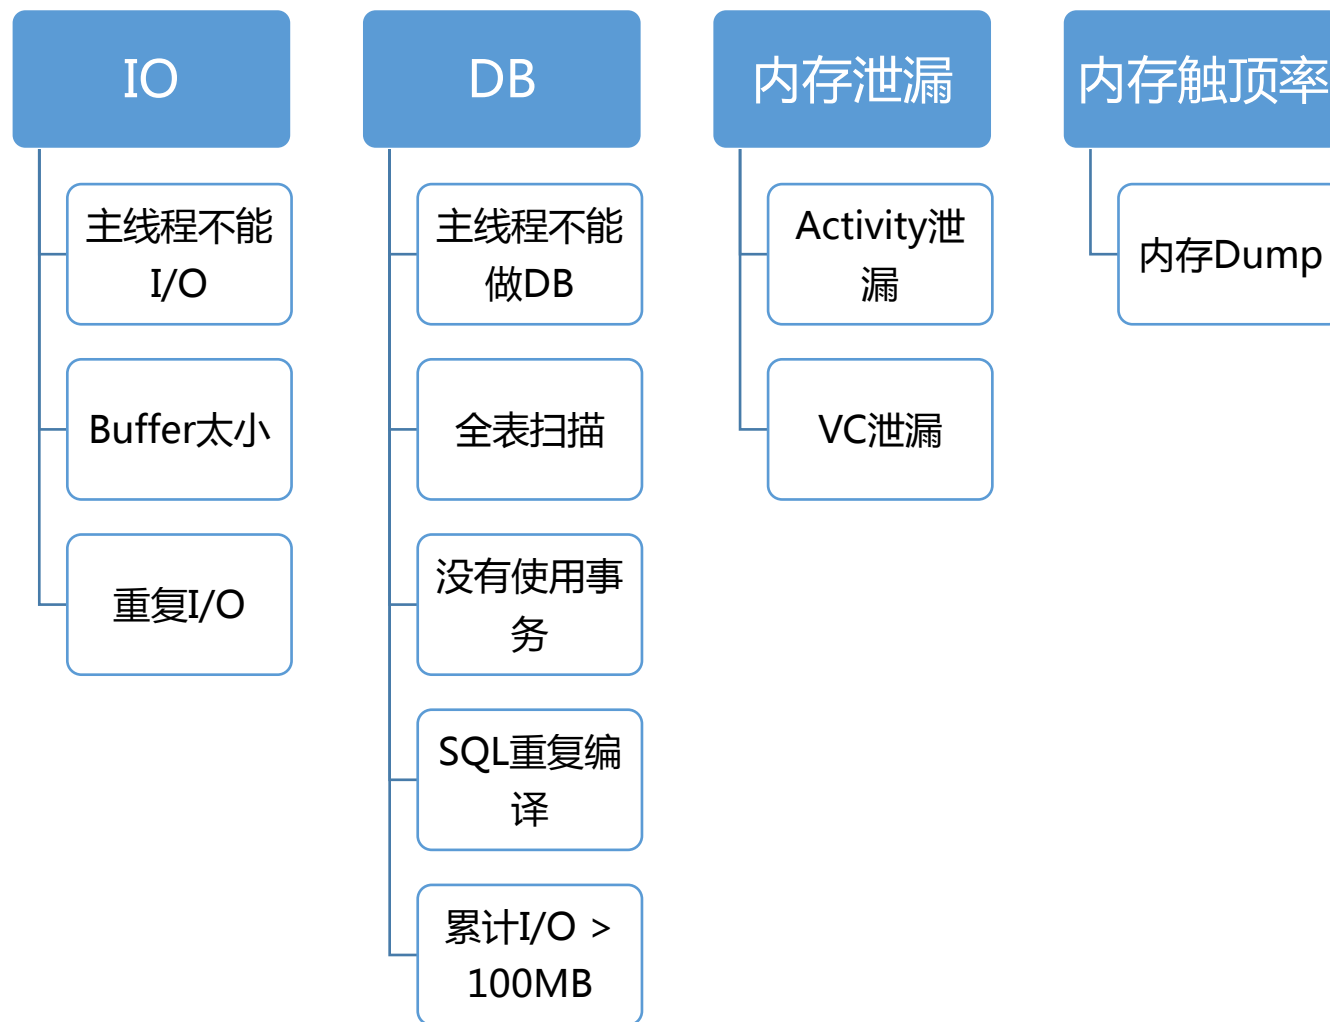 IO
主线程不能
I/O
Buffer太小
重复I/O
DB
主线程不能
做DB
全表扫描
没有使用事
务
SQL重复编
译
累计I/O >
100MB
内存泄漏
Activity泄
漏
VC泄漏
内存触顶率
内存Dump